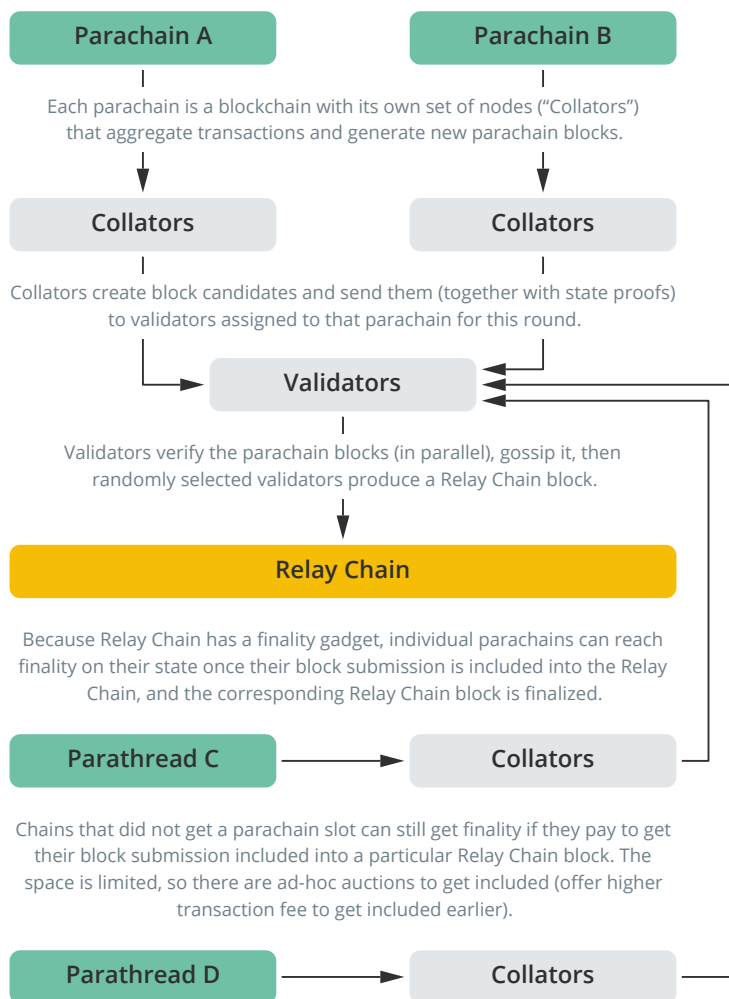 Parachain A
Parachain B
Each parachain is a blockchain with its own set of nodes (“Collators”)
that aggregate transactions and generate new parachain blocks.
Collators
Collators
Collators create block candidates and send them (together with state proofs)
to validators assigned to that parachain for this round.
Validators
Validators verify the parachain blocks (in parallel), gossip it, then
randomly selected validators produce a Relay Chain block.
Relay Chain
Because Relay Chain has a finality gadget, individual parachains can reach
finality on their state once their block submission is included into the Relay
Chain, and the corresponding Relay Chain block is finalized.
Parathread C
Collators
Chains that did not get a parachain slot can still get finality if they pay to get
their block submission included into a particular Relay Chain block. The
space is limited, so there are ad-hoc auctions to get included (offer higher
transaction fee to get included earlier).
Parathread D
Collators